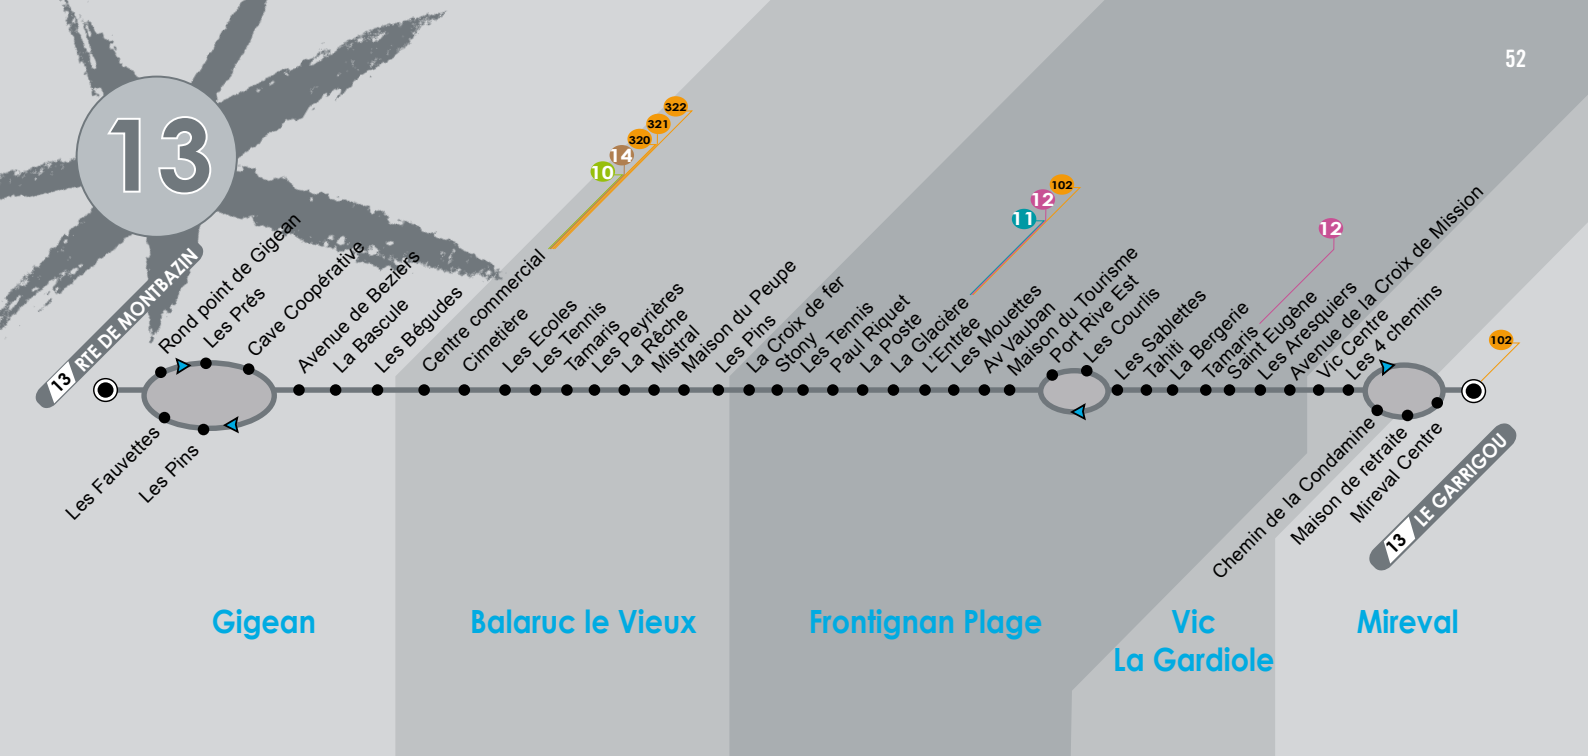 52
13
322
321
320
14
10
102
12
11
12
102
13 RTE DE MONTBAZIN
Rond point de Gigean
Les Prés
Cave Coopérative
Les Fauvettes
Les Pins
Avenue de Beziers
La Bascule
Les Bégudes
Centre commercial
Cimetière
Les Ecoles
Les Tennis
Tamaris
Les Peyrières
La Rêche
Mistral
Maison du Peupe
Les Pins
La Croix de fer
Stony
Les Tennis
Paul Riquet
La Poste
La Glacière
L'Entrée
Les Mouettes
Av Vauban
Maison du Tourisme
Port Rive Est
Les Courlis
Les Sablettes
Tahiti
La Bergerie
Tamaris
Saint Eugène
Les Aresquiers
Avenue de la Croix de Mission
Vic Centre
Les 4 chemins
Chemin de la Condamine
Maison de retraite
Mireval Centre
13 LE GARRIGOU
Gigean
Balaruc le Vieux
Frontignan Plage
Vic
La Gardiole
Mireval